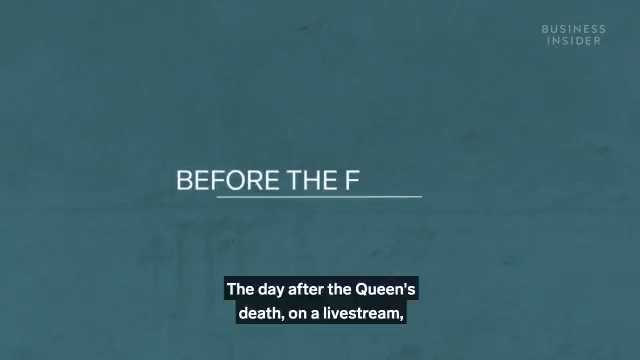 BUSINESS
INSIDER
BEFORE THE F
The day after the Queen's
death, on a livestream,